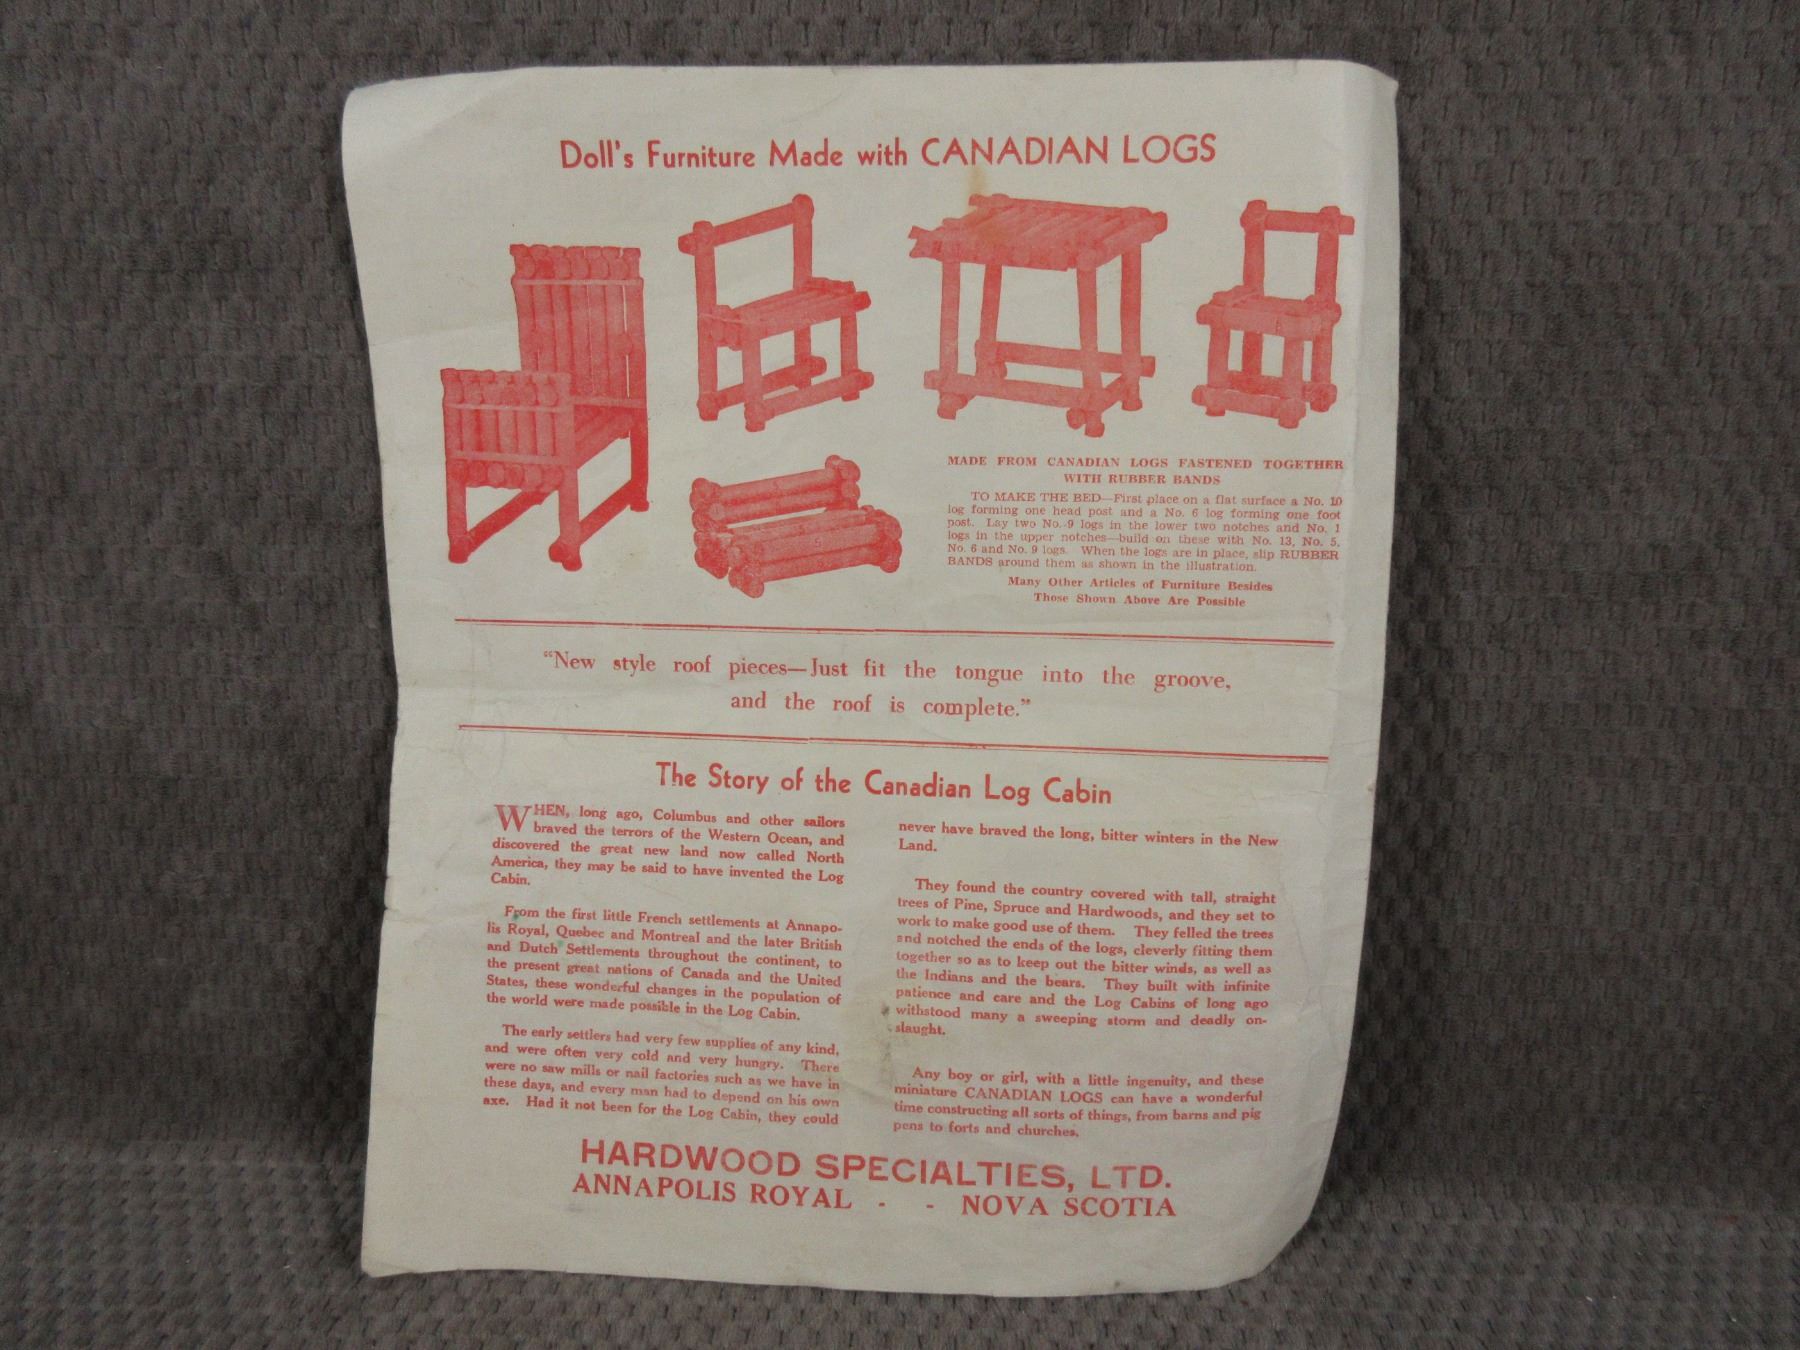 Doll's Furniture Made with CANADIAN LOGS
5
MADE FROM CANADIAN LOGS FASTENED TOGETHER
WITH RUBBER BANDS
TO MAKE THE BED—First place on a flat surface a No. 10
log forming one head post and a No. 6 log forming one foot
post. Lay two No. 9 logs in the lower two notches and No. 1
logs in the upper notches—build on these with No. 13, No. 5,
No. 6 and No. 9 logs. When the logs are in place, slip RUBBER
BANDS around them as shown in the illustration.
Many Other Articles of Furniture Besides
Those Shown Above Are Possible
"New style roof pieces—Just fit the tongue into the groove,
and the roof is complete."
The Story of the Canadian Log Cabin
WHEN, long ago, Columbus and other sailors
braved the terrors of the Western Ocean, and
discovered the great new land now called North
America, they may be said to have invented the Log
Cabin.
From the first little French settlements at Annapo-
lis Royal, Quebec and Montreal and the later British
and Dutch Settlements throughout the continent, to
the present great nations of Canada and the United
States, these wonderful changes in the population of
the world were made possible in the Log Cabin.
The early settlers had very few supplies of any kind,
and were often very cold and very hungry. There
were no saw mills or nail factories such as we have in
these days, and every man had to depend on his own
axe. Had it not been for the Log Cabin, they could
never have braved the long, bitter winters in the New
Land.
They found the country covered with tall, straight
trees of Pine, Spruce and Hardwoods, and they set to
work to make good use of them. They felled the trees
and notched the ends of the logs, cleverly fitting them
together so as to keep out the bitter winds, as well as
the Indians and the bears. They built with infinite
patience and care and the Log Cabins of long ago
withstood many a sweeping storm and deadly on-
slaught.
Any boy or girl, with a little ingenuity, and these
miniature CANADIAN LOGS can have a wonderful
time constructing all sorts of things, from barns and pig
pens to forts and churches.
HARDWOOD SPECIALTIES, LTD.
ANNAPOLIS ROYAL - - NOVA SCOTIA